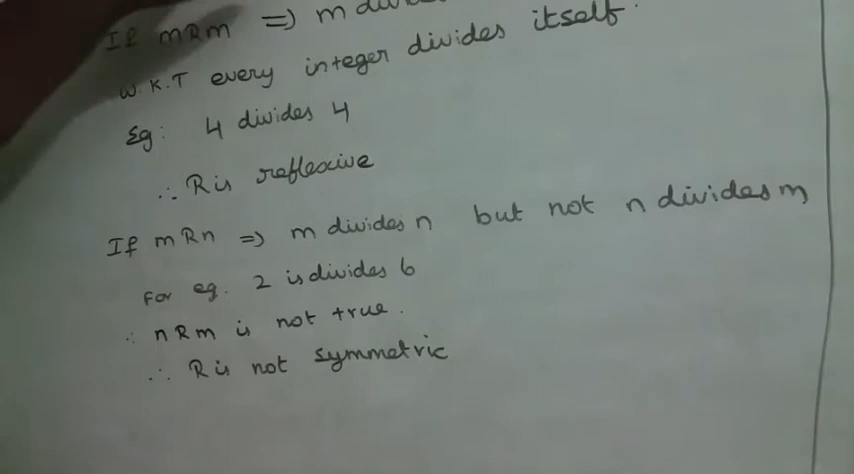 If mRm => m
W.K.T every integer divides itself.
Eg: 4 divides 4
∴ R is reflexive
If mRn => m divides n but not n divides m
For eg. 2 is divides 6
∴ nRm is not true.
∴ R is not symmetric